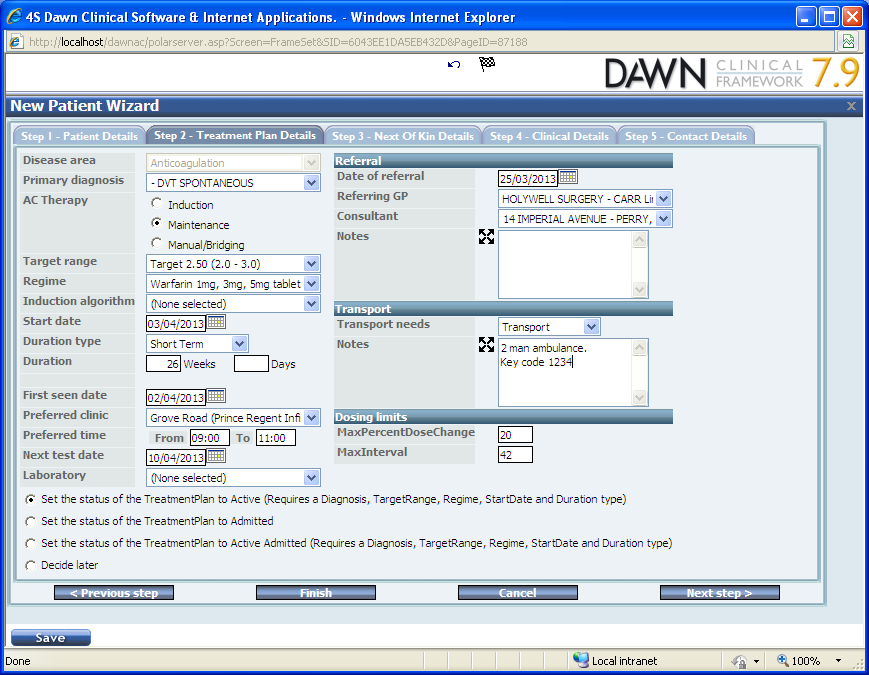 4S Dawn Clinical Software & Internet Applications. - Windows Internet Explorer
http://localhost/dawnac/polarserver.asp?Screen=FrameSet&SID=6043EE1DA5EB432D&PageID=87188
DAWN CLINICAL FRAMEWORK 7.9
New Patient Wizard x
Step 1 - Patient Details Step 2 - Treatment Plan Details Step 3 - Next Of Kin Details Step 4 - Clinical Details Step 5 - Contact Details
Disease area Anticoagulation
Primary diagnosis - DVT SPONTANEOUS
AC Therapy Induction
Maintenance
Manual/Bridging
Target range Target 2.50 (2.0 - 3.0)
Regime Warfarin 1mg, 3mg, 5mg tablet
Induction algorithm (None selected)
Start date 03/04/2013
Duration type Short Term
Duration 26 Weeks Days
First seen date 02/04/2013
Preferred clinic Grove Road (Prince Regent Infi
Preferred time From 09:00 To 11:00
Next test date 10/04/2013
Laboratory (None selected)
Referral
Date of referral 25/03/2013
Referring GP HOLYWELL SURGERY - CARR Li
Consultant 14 IMPERIAL AVENUE - PERRY,
Notes
Transport
Transport needs Transport
Notes 2 man ambulance.
Key code 1234
Dosing limits
MaxPercentDoseChange 20
MaxInterval 42
Set the status of the TreatmentPlan to Active (Requires a Diagnosis, TargetRange, Regime, StartDate and Duration type)
Set the status of the TreatmentPlan to Admitted
Set the status of the TreatmentPlan to Active Admitted (Requires a Diagnosis, TargetRange, Regime, StartDate and Duration type)
Decide later
< Previous step Finish Cancel Next step >
Save
Done Local intranet 100%